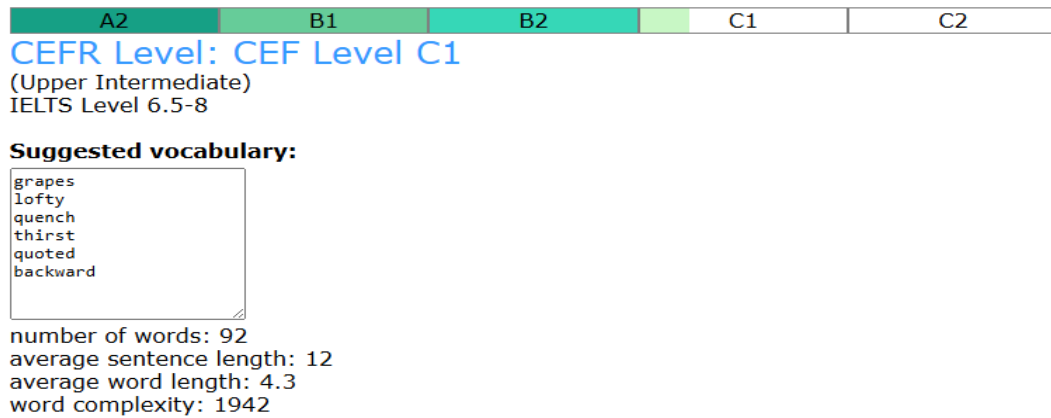 A2 B1 B2 C1 C2
CEFR Level: CEF Level C1
(Upper Intermediate)
IELTS Level 6.5-8
Suggested vocabulary:
grapes
lofty
quench
thirst
quoted
backward
number of words: 92
average sentence length: 12
average word length: 4.3
word complexity: 1942